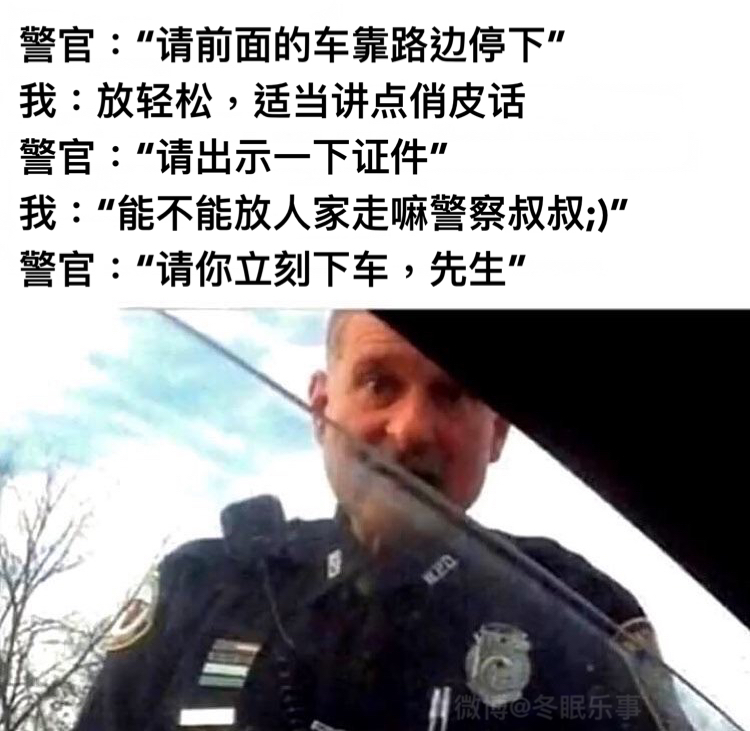 警官：“请前面的车靠路边停下”
我：放轻松，适当讲点俏皮话
警官：“请出示一下证件”
我：“能不能放人家走嘛警察叔叔;)”
警官：“请你立刻下车，先生”
微博@冬眠乐事